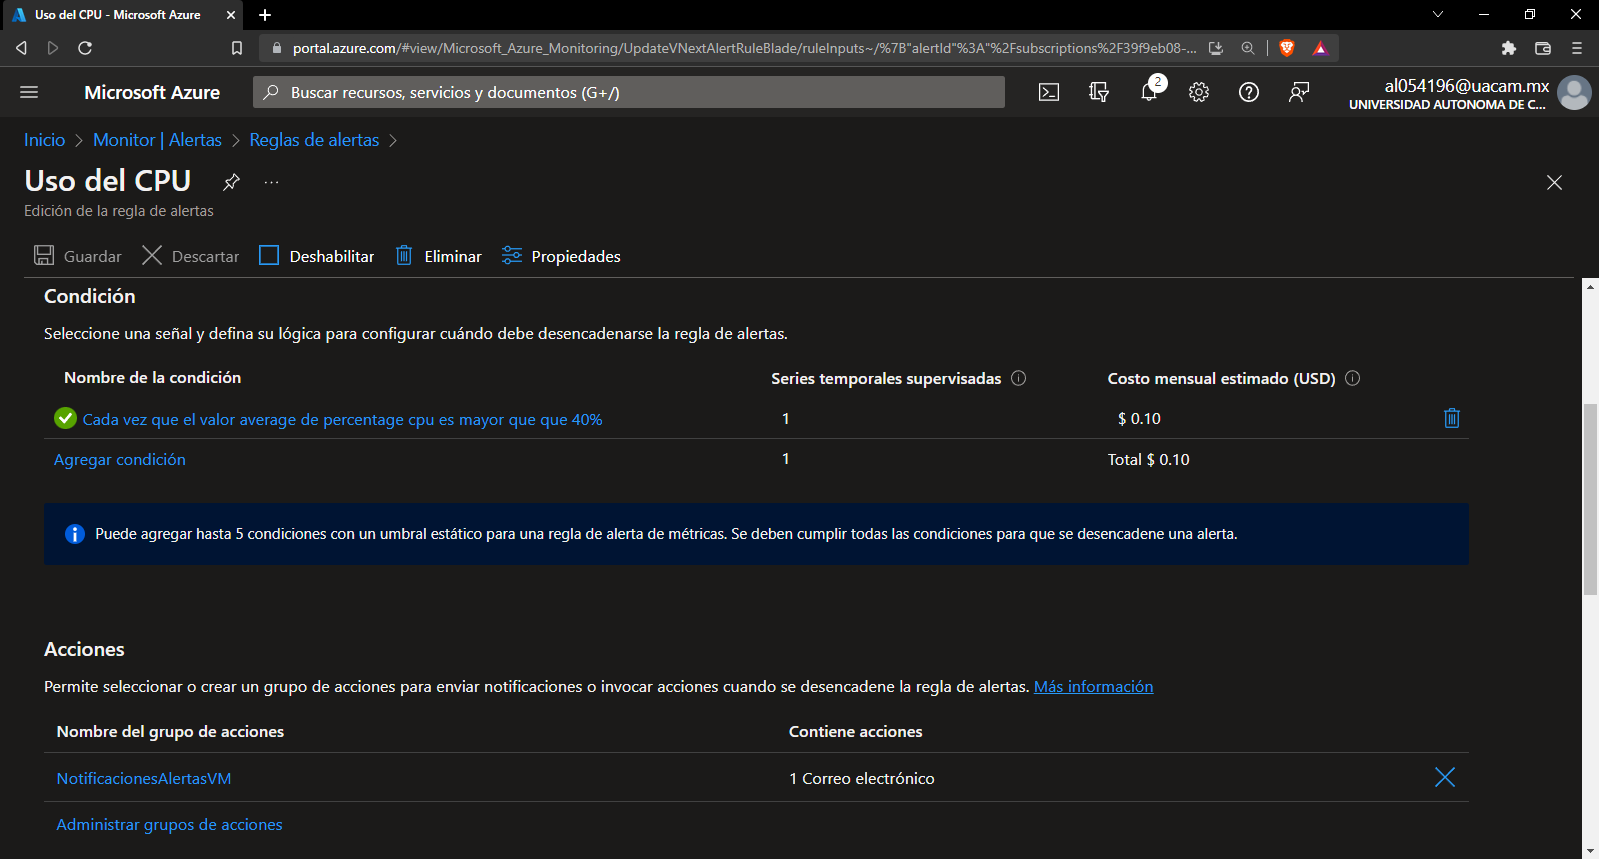 Uso del CPU - Microsoft Azure
portal.azure.com/#view/Microsoft_Azure_Monitoring/UpdateVNextAlertRuleBlade/ruleInputs~/%7B"alertId"%3A"%2Fsubscriptions%2F39f9eb08-...
Microsoft Azure
Buscar recursos, servicios y documentos (G+/)
2
al054196@uacam.mx
UNIVERSIDAD AUTONOMA DE C...
Inicio > Monitor | Alertas > Reglas de alertas >
Uso del CPU
Edición de la regla de alertas
Guardar Descartar Deshabilitar Eliminar Propiedades
Condición
Seleccione una señal y defina su lógica para configurar cuándo debe desencadenarse la regla de alertas.
Nombre de la condición Series temporales supervisadas Costo mensual estimado (USD)
Cada vez que el valor average de percentage cpu es mayor que que 40% 1 $ 0.10
Agregar condición 1 Total $ 0.10
Puede agregar hasta 5 condiciones con un umbral estático para una regla de alerta de métricas. Se deben cumplir todas las condiciones para que se desencadene una alerta.
Acciones
Permite seleccionar o crear un grupo de acciones para enviar notificaciones o invocar acciones cuando se desencadene la regla de alertas. Más información
Nombre del grupo de acciones Contiene acciones
NotificacionesAlertasVM 1 Correo electrónico
Administrar grupos de acciones